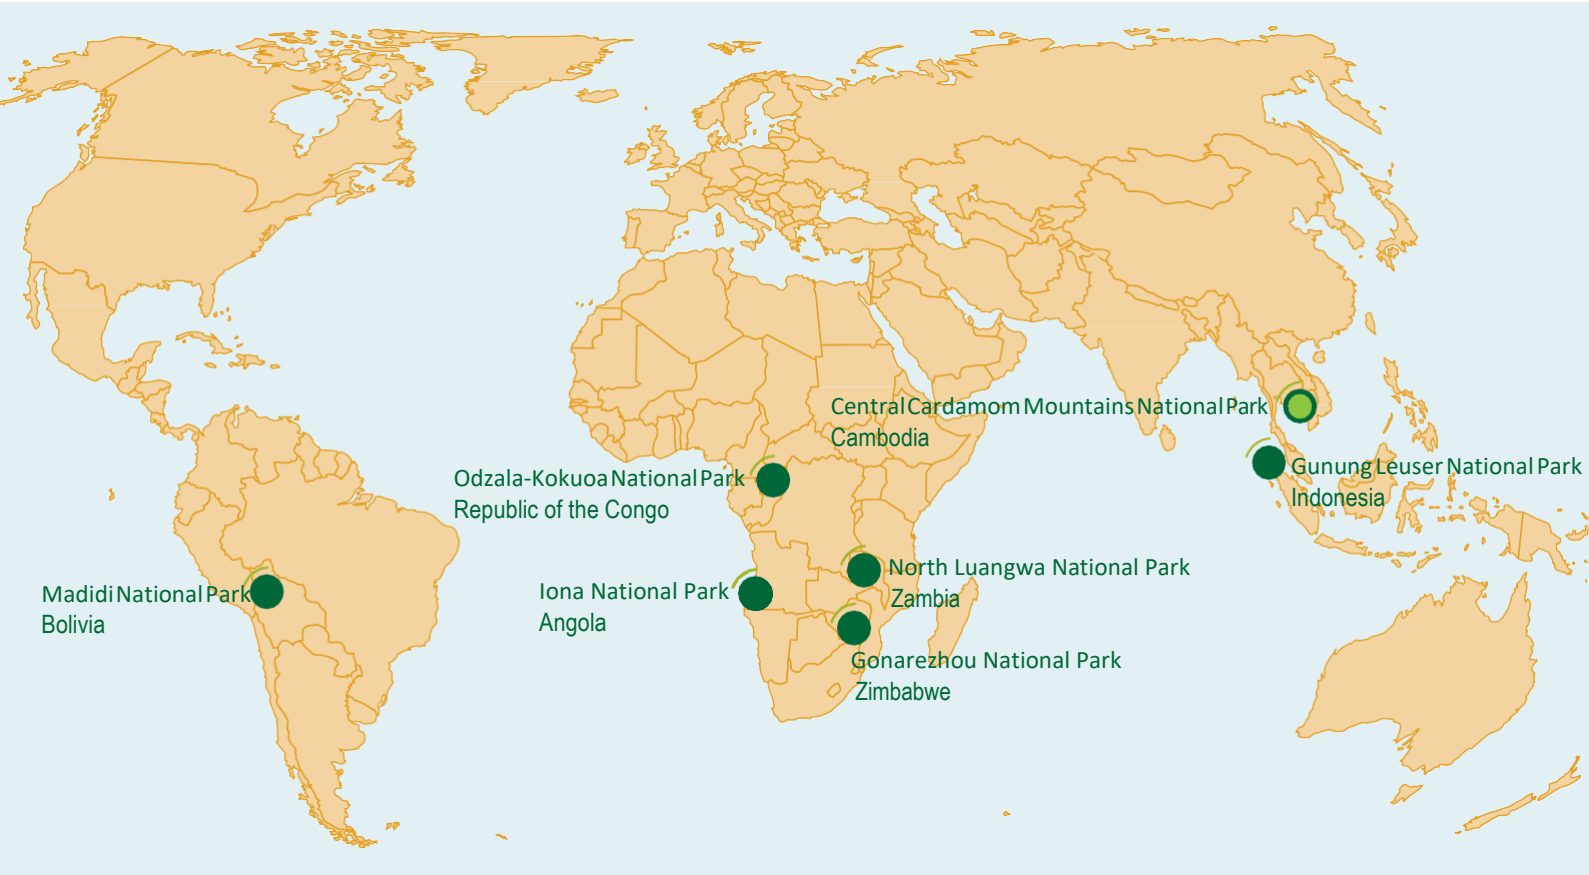 Central Cardamom Mountains National Park
Cambodia
Gunung Leuser National Park
Indonesia
Odzala-Kokuoa National Park
Republic of the Congo
North Luangwa National Park
Zambia
Iona National Park
Angola
Madidi National Park
Bolivia
Gonarezhou National Park
Zimbabwe